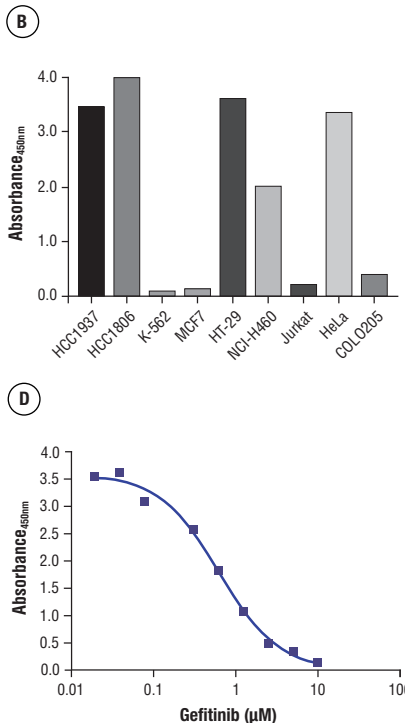 B
4.0
3.0
2.0
1.0
0.0
Absorbance450nm
HCC1937
HCC1806
K-562
MCF7
HT-29
NCI-H460
Jurkat
HeLa
COLO205
D
4.0
3.5
3.0
2.5
2.0
1.5
1.0
0.5
0.0
Absorbance450nm
0.01 0.1 1 10 100
Gefitinib (µM)